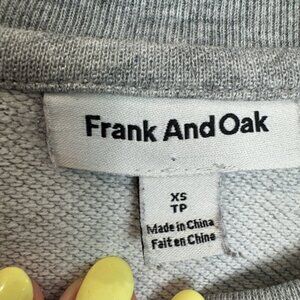 Frank And Oak
XS
TP
Made in China
Fait en Chine